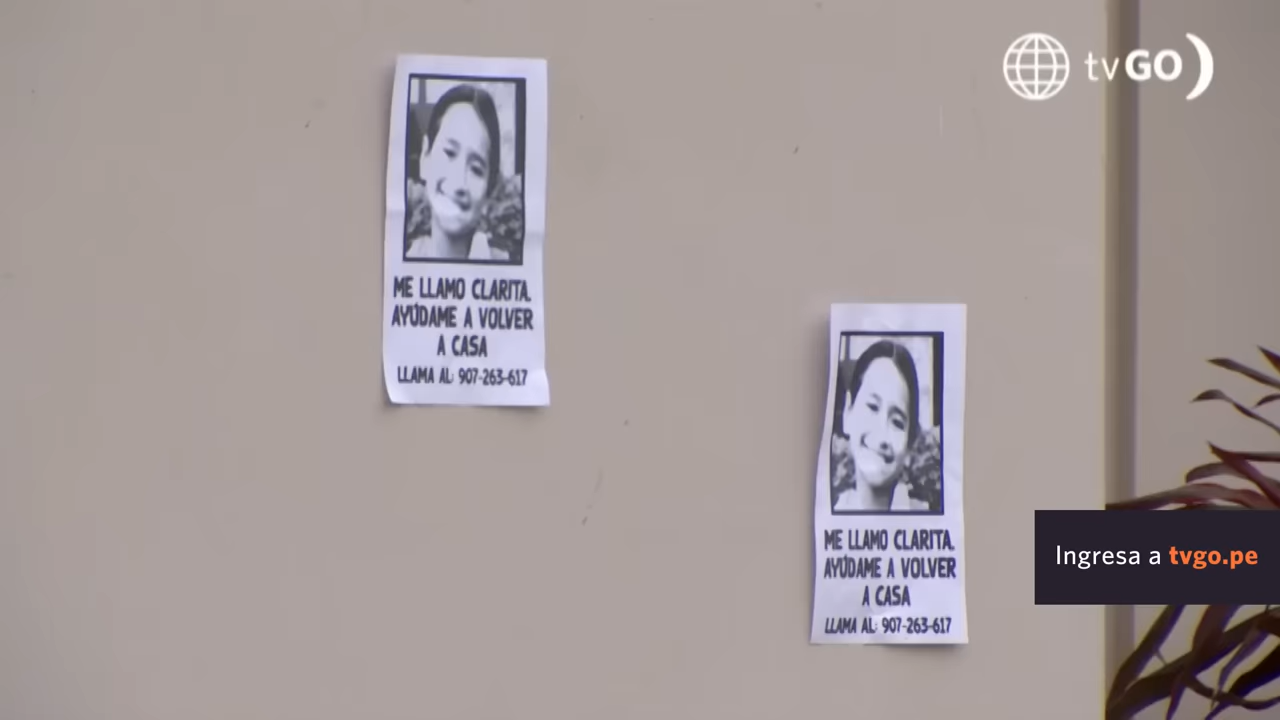 tvGO
ME LLAMO CLARITA.
AYÚDAME A VOLVER
A CASA
LLAMA AL: 907-263-617
ME LLAMO CLARITA.
AYÚDAME A VOLVER
A CASA
LLAMA AL: 907-263-617
Ingresa a tvgo.pe